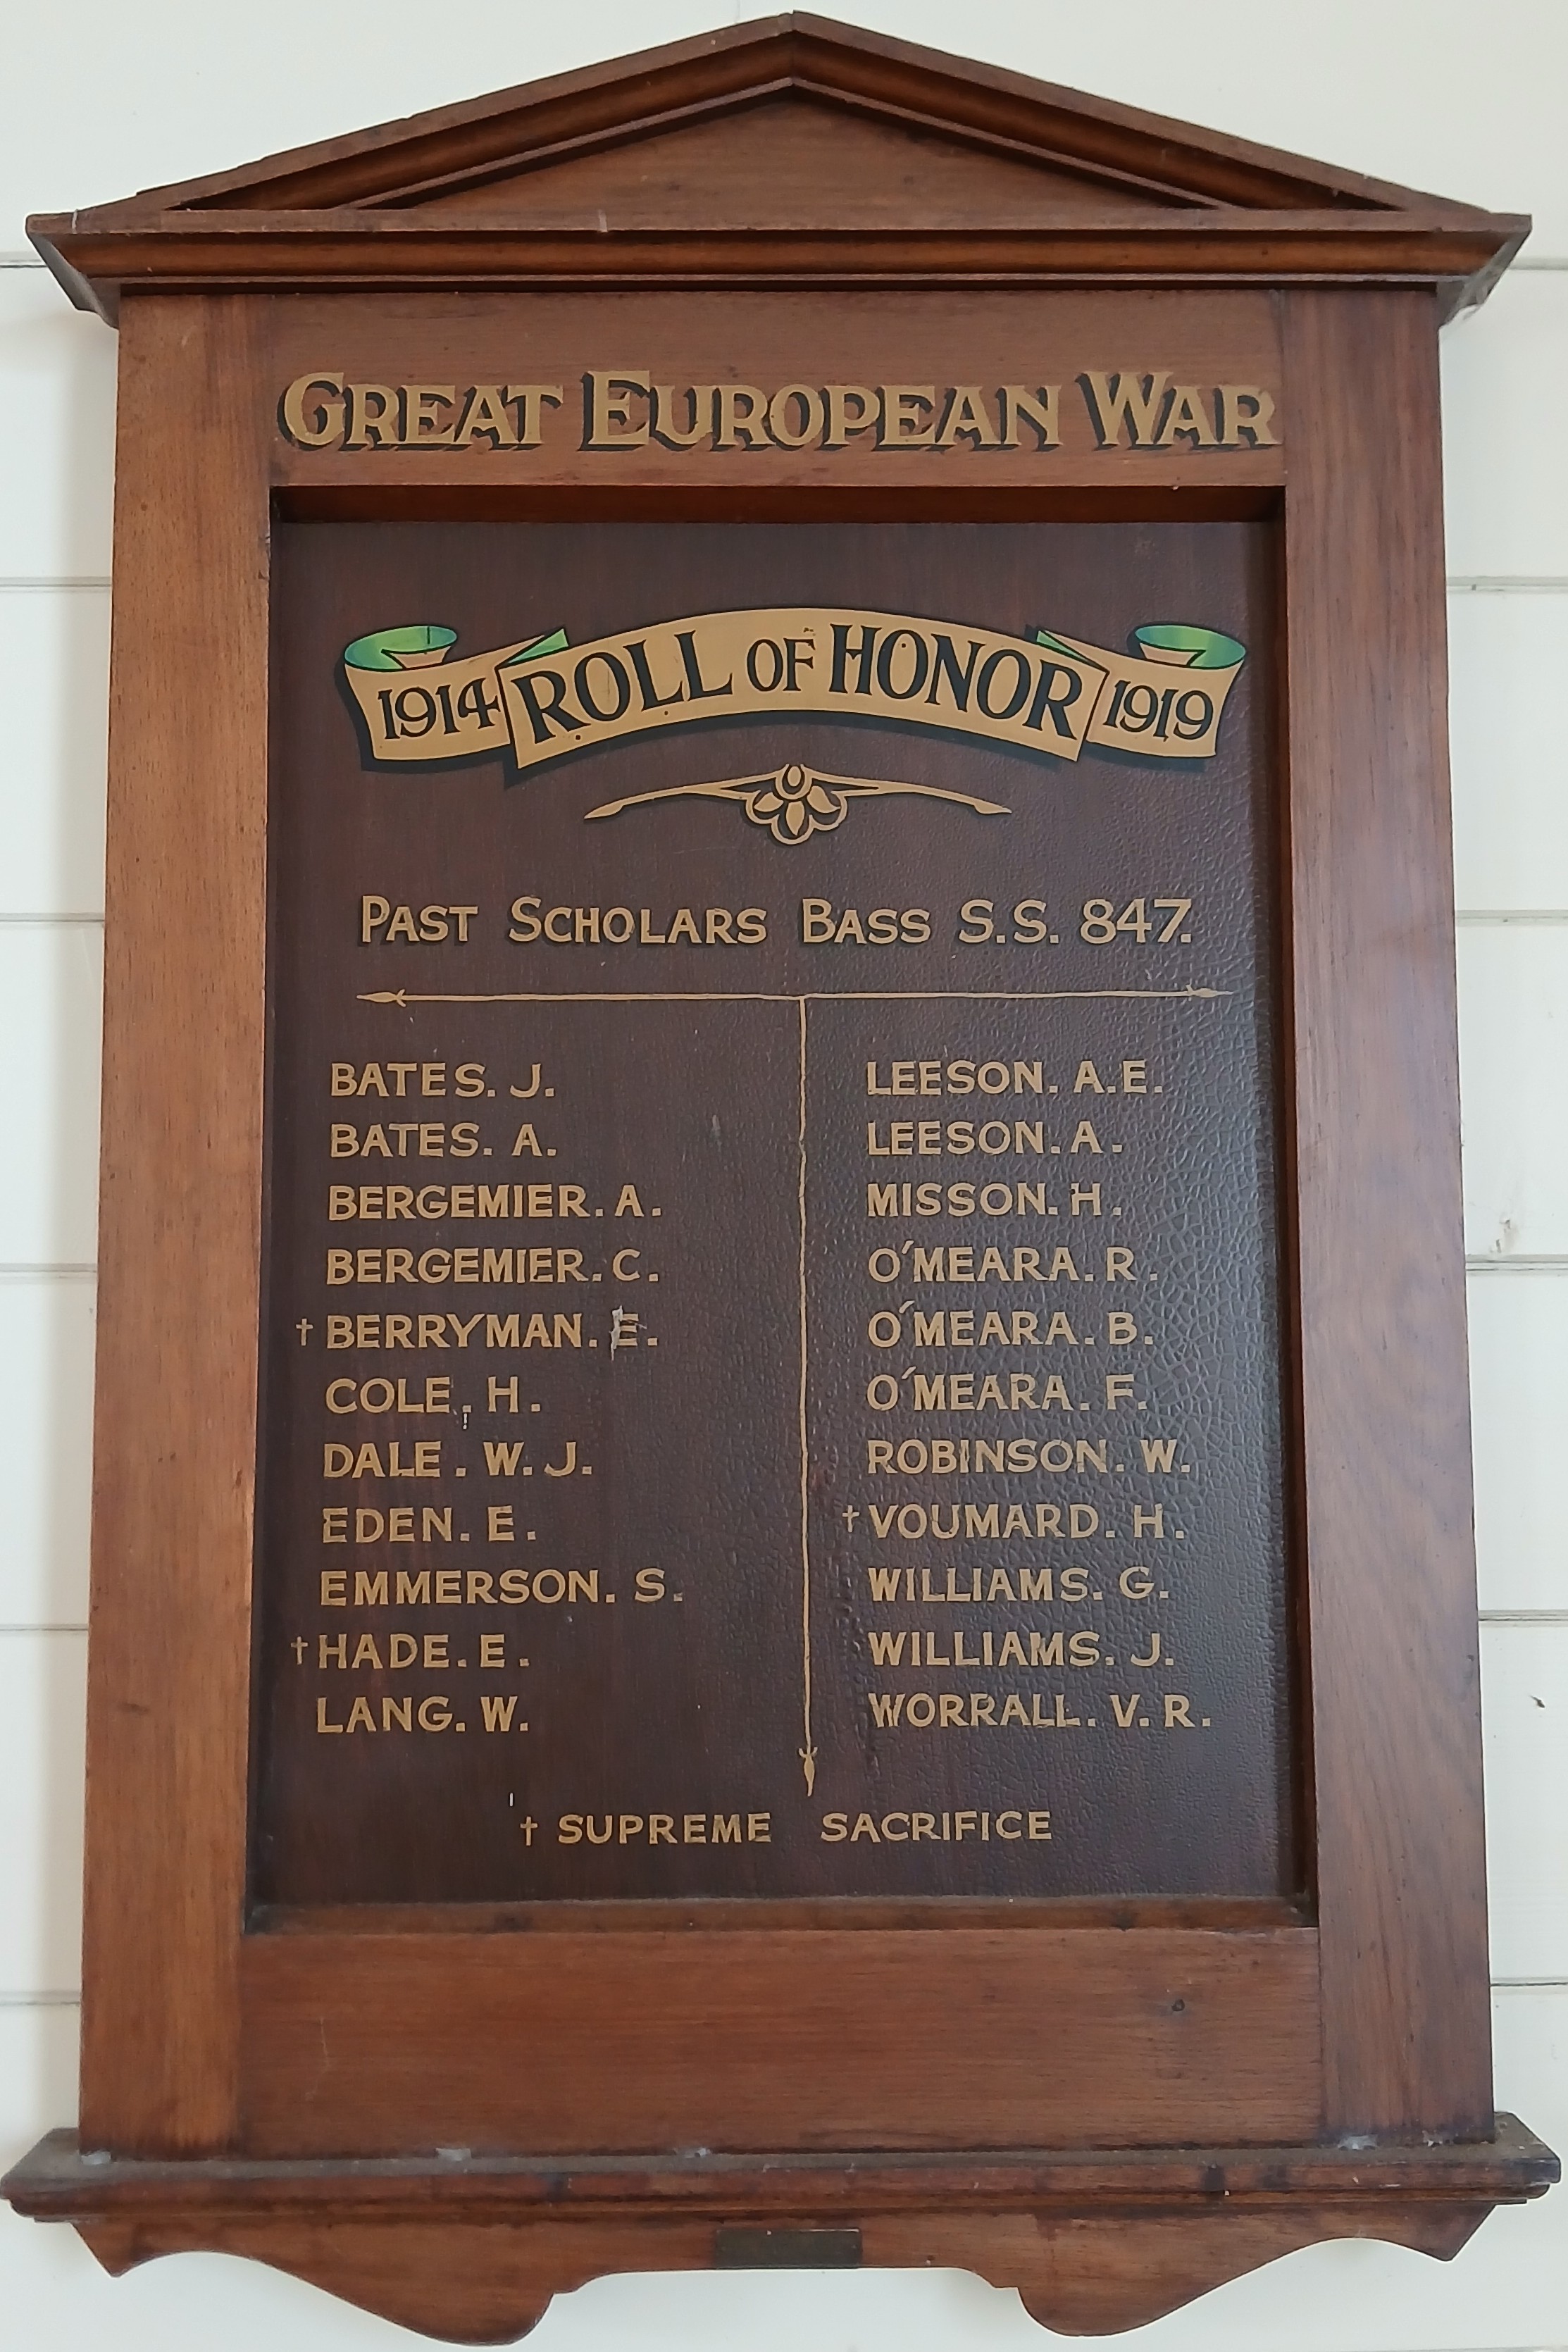 GREAT EUROPEAN WAR
1914 ROLL OF HONOR 1919
PAST SCHOLARS BASS S.S. 847.
BATES. J.
BATES. A.
BERGEMIER. A.
BERGEMIER. C.
† BERRYMAN. E.
COLE. H.
DALE. W. J.
EDEN. E.
EMMERSON. S.
† HADE. E.
LANG. W.
LEESON. A. E.
LEESON. A.
MISSON. H.
O'MEARA. R.
O'MEARA. B.
O'MEARA. F.
ROBINSON. W.
† VOUMARD. H.
WILLIAMS. G.
WILLIAMS. J.
WORRALL. V. R.
† SUPREME SACRIFICE